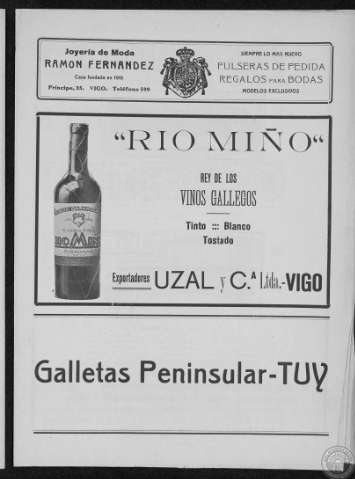 Joyería de Moda
RAMON FERNANDEZ
Casa fundada en 1910
Príncipe, 35. VIGO. Teléfono 599
SIEMPRE LO MAS NUEVO
PULSERAS DE PEDIDA
REGALOS PARA BODAS
MODELOS EXCLUSIVOS
"RIO MIÑO"
REY DE LOS
VINOS GALLEGOS
Tinto ::: Blanco
Tostado
Exportadores UZAL y C.ª Ltda.-VIGO
Galletas Peninsular-TUY